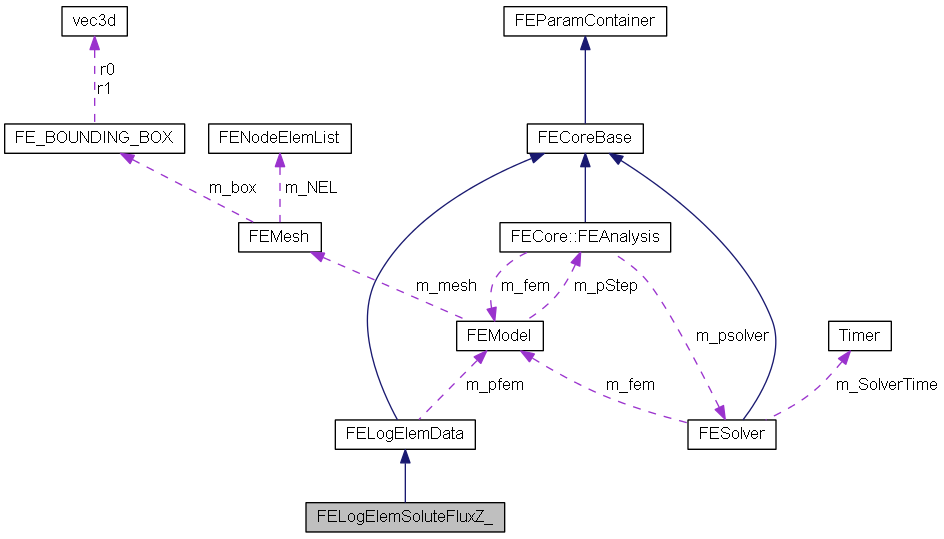 vec3d
FEParamContainer
r0
r1
FE_BOUNDING_BOX
FENodeElemList
FECoreBase
m_box
m_NEL
FEMesh
FECore::FEAnalysis
m_mesh
m_fem
m_pStep
FEModel
m_psolver
Timer
m_pfem
m_fem
m_SolverTime
FELogElemData
FESolver
FELogElemSoluteFluxZ_